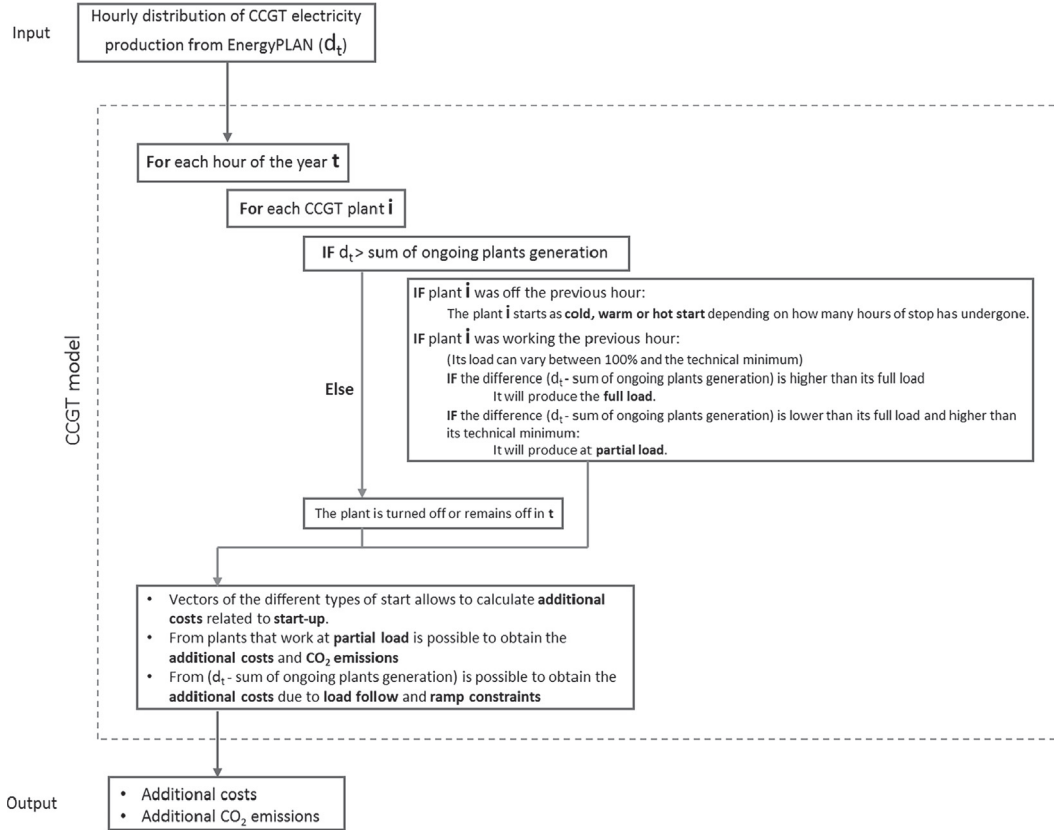 Input
Hourly distribution of CCGT electricity
production from EnergyPLAN (dt)
CCGT model
For each hour of the year t
For each CCGT plant i
IF dt > sum of ongoing plants generation
IF plant i was off the previous hour:
The plant i starts as cold, warm or hot start depending on how many hours of stop has undergone.
IF plant i was working the previous hour:
(Its load can vary between 100% and the technical minimum)
IF the difference (dt - sum of ongoing plants generation) is higher than its full load
It will produce the full load.
IF the difference (dt - sum of ongoing plants generation) is lower than its full load and higher than
its technical minimum:
It will produce at partial load.
Else
The plant is turned off or remains off in t
• Vectors of the different types of start allows to calculate additional
costs related to start-up.
• From plants that work at partial load is possible to obtain the
additional costs and CO2 emissions
• From (dt - sum of ongoing plants generation) is possible to obtain the
additional costs due to load follow and ramp constraints
Output
• Additional costs
• Additional CO2 emissions